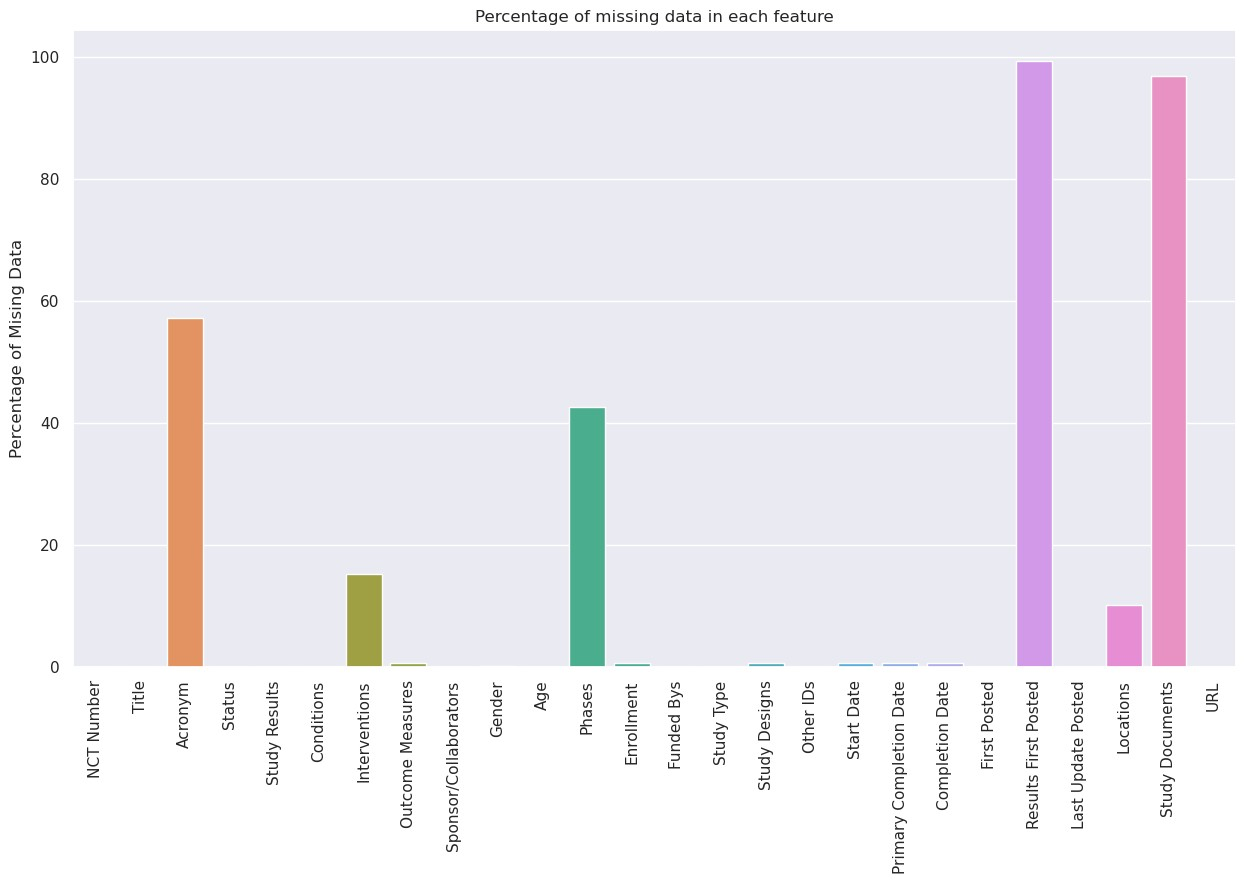 Percentage of missing data in each feature
Percentage of Mising Data
100
80
60
40
20
0
NCT Number
Title
Acronym
Status
Study Results
Conditions
Interventions
Outcome Measures
Sponsor/Collaborators
Gender
Age
Phases
Enrollment
Funded Bys
Study Type
Study Designs
Other IDs
Start Date
Primary Completion Date
Completion Date
First Posted
Results First Posted
Last Update Posted
Locations
Study Documents
URL